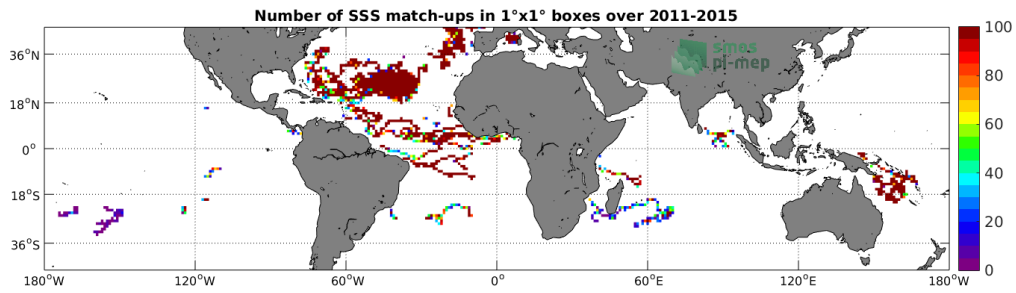 Number of SSS match-ups in 1°x1° boxes over 2011-2015
smos
pi-mep
36°N
18°N
0°
18°S
36°S
180°W
120°W
60°W
0°
60°E
120°E
180°W
100
80
60
40
20
0